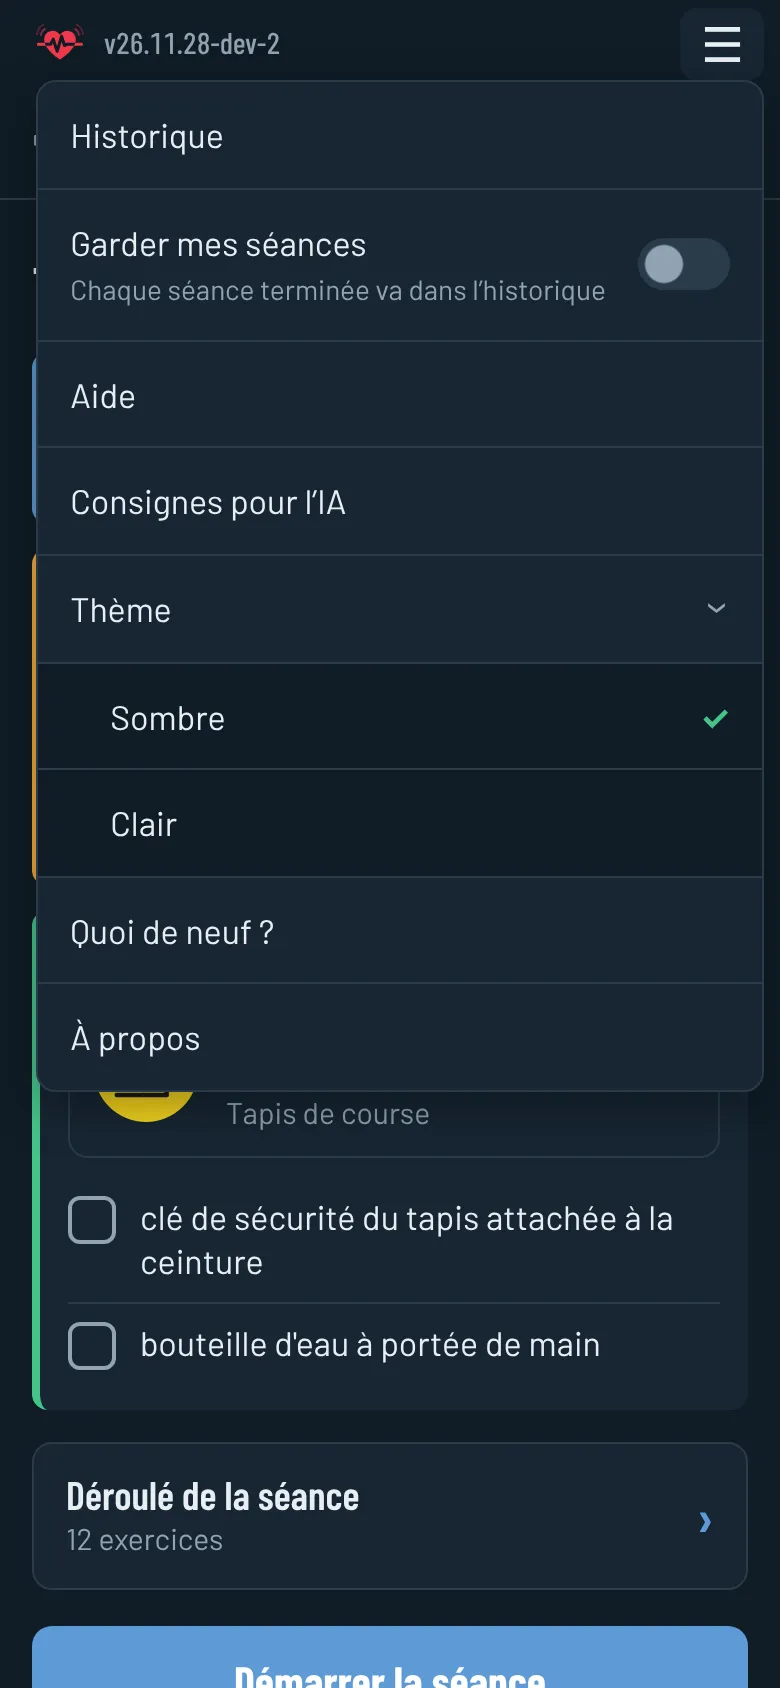 v26.11.28-dev-2
Historique
Garder mes séances
Chaque séance terminée va dans l’historique
Aide
Consignes pour l’IA
Thème
Sombre
Clair
Quoi de neuf ?
À propos
Tapis de course
clé de sécurité du tapis attachée à la
ceinture
bouteille d'eau à portée de main
Déroulé de la séance
12 exercices
Démarrer la séance